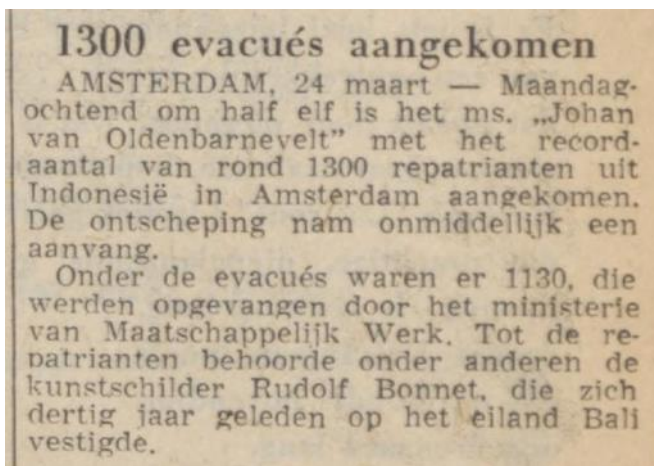 1300 evacués aangekomen
AMSTERDAM, 24 maart — Maandag-
ochtend om half elf is het ms. „Johan
van Oldenbarnevelt” met het record-
aantal van rond 1300 repatrianten uit
Indonesië in Amsterdam aangekomen.
De ontscheping nam onmiddellijk een
aanvang.
Onder de evacués waren er 1130, die
werden opgevangen door het ministerie
van Maatschappelijk Werk. Tot de re-
patrianten behoorde onder anderen de
kunstschilder Rudolf Bonnet, die zich
dertig jaar geleden op het eiland Bali
vestigde.